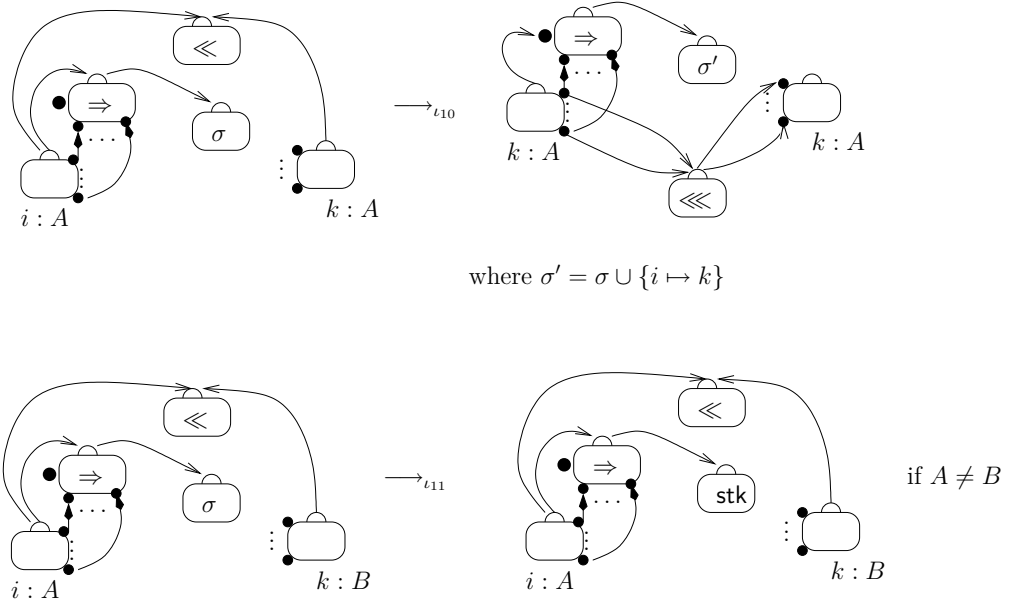 ≪
⇒
σ
i : A
k : A
⟶ι10
⇒
σ′
k : A
k : A
⋘
where σ′ = σ ∪ {i ↦ k}
≪
⇒
σ
i : A
k : B
⟶ι11
≪
⇒
stk
i : A
k : B
if A ≠ B